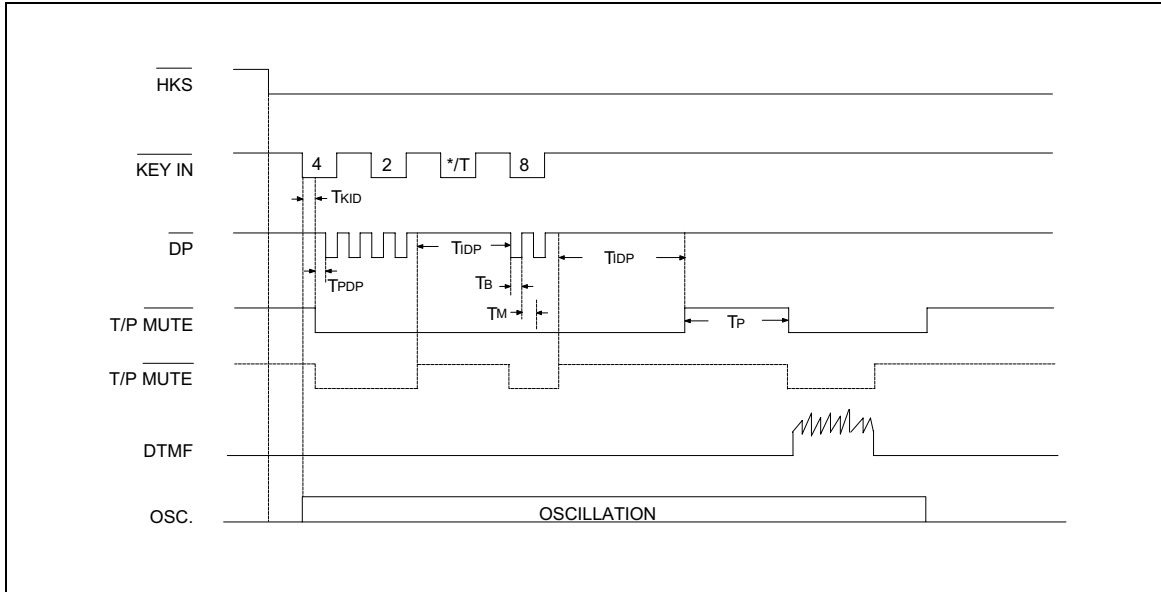 HKS
KEY IN
4
2
*/T
8
TKID
DP
TIDP
TIDP
TPDP
TB
TM
T/P MUTE
TP
T/P MUTE
DTMF
OSC.
OSCILLATION